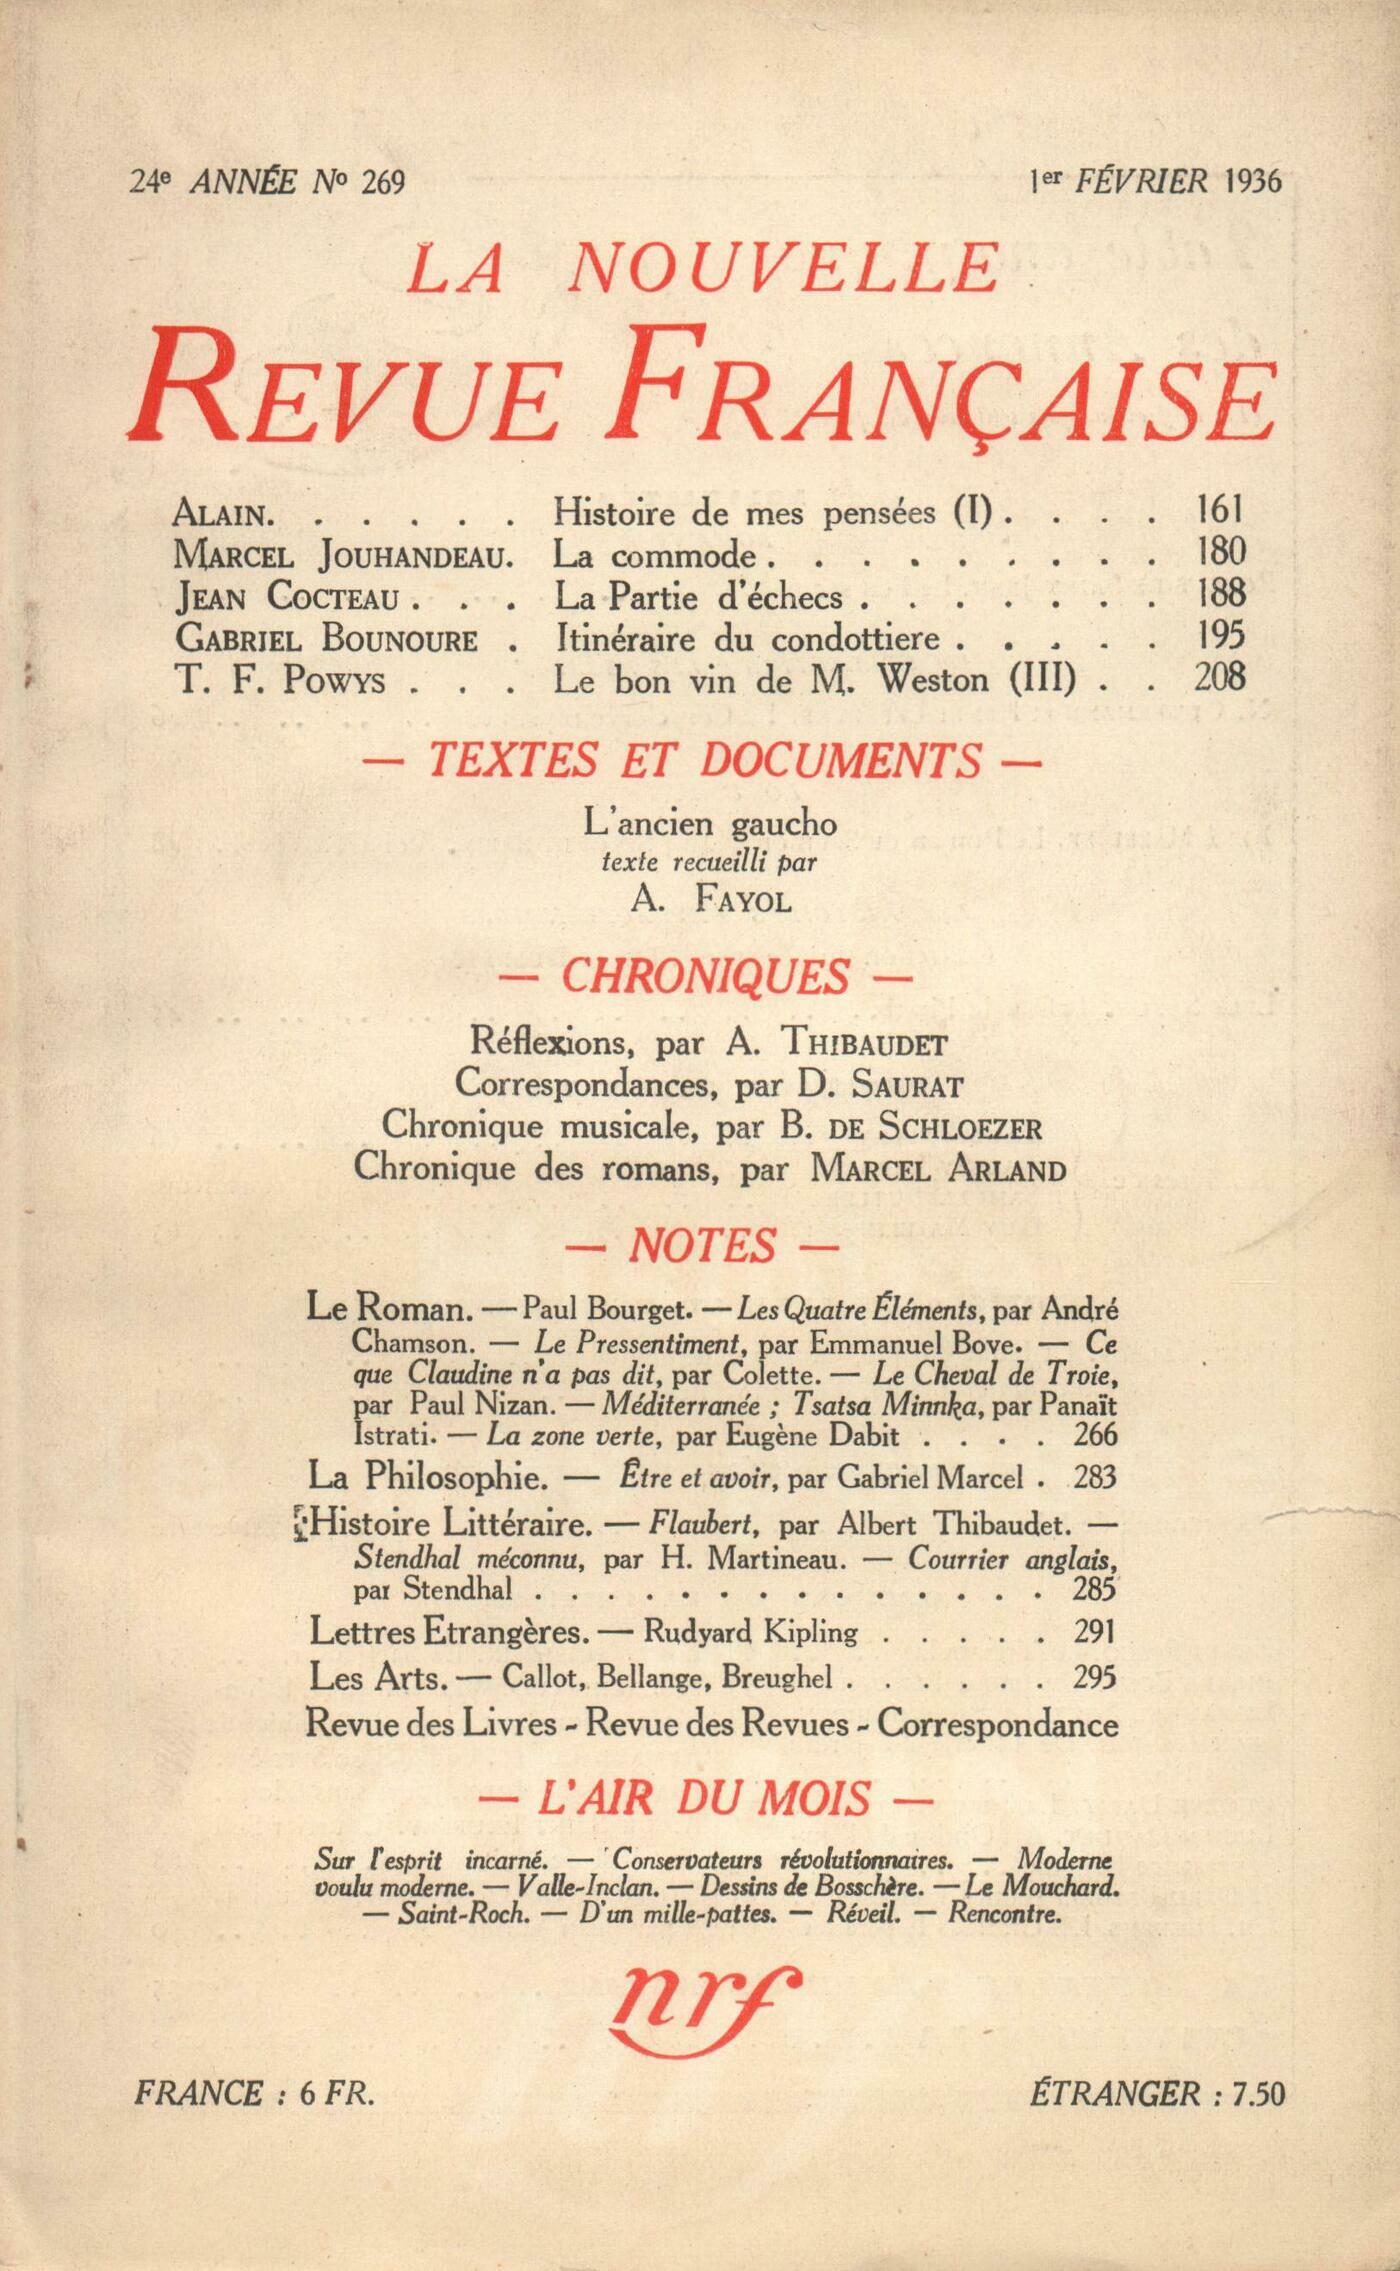 24e ANNÉE No 269
1er FÉVRIER 1936
LA NOUVELLE
REVUE FRANÇAISE
ALAIN. . . . . . Histoire de mes pensées (I) . . . . 161
MARCEL JOUHANDEAU. La commode . . . . . . . . . 180
JEAN COCTEAU . . . La Partie d'échecs . . . . . . . 188
GABRIEL BOUNOURE . Itinéraire du condottiere . . . . . 195
T. F. POWYS . . . Le bon vin de M. Weston (III) . . 208
— TEXTES ET DOCUMENTS —
L'ancien gaucho
texte recueilli par
A. FAYOL
— CHRONIQUES —
Réflexions, par A. THIBAUDET
Correspondances, par D. SAURAT
Chronique musicale, par B. DE SCHLOEZER
Chronique des romans, par MARCEL ARLAND
— NOTES —
Le Roman. — Paul Bourget. — Les Quatre Éléments, par André
Chamson. — Le Pressentiment, par Emmanuel Bove. — Ce
que Claudine n'a pas dit, par Colette. — Le Cheval de Troie,
par Paul Nizan. — Méditerranée ; Tsatsa Minnka, par Panaït
Istrati. — La zone verte, par Eugène Dabit . . . . 266
La Philosophie. — Être et avoir, par Gabriel Marcel . 283
Histoire Littéraire. — Flaubert, par Albert Thibaudet. —
Stendhal méconnu, par H. Martineau. — Courrier anglais,
par Stendhal . . . . . . . . . . . . . . . 285
Lettres Etrangères. — Rudyard Kipling . . . . . 291
Les Arts. — Callot, Bellange, Breughel . . . . . . 295
Revue des Livres - Revue des Revues - Correspondance
— L'AIR DU MOIS —
Sur l'esprit incarné. — Conservateurs révolutionnaires. — Moderne
voulu moderne. — Valle-Inclan. — Dessins de Bosschère. — Le Mouchard.
— Saint-Roch. — D'un mille-pattes. — Réveil. — Rencontre.
nrf
FRANCE : 6 FR.
ÉTRANGER : 7.50